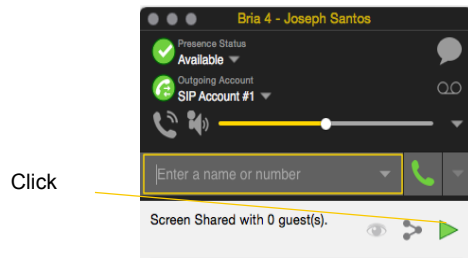 Bria 4 - Joseph Santos
Presence Status
Available
Outgoing Account
SIP Account #1
Enter a name or number
Click
Screen Shared with 0 guest(s).